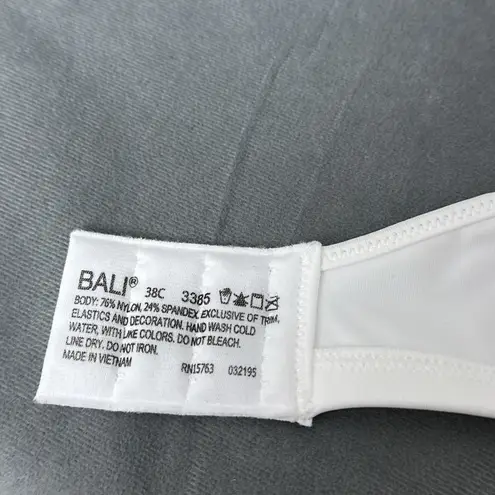 BALI® 38C 3385
BODY: 76% NYLON, 24% SPANDEX, EXCLUSIVE OF TRIM,
ELASTICS AND DECORATION. HAND WASH COLD
WATER, WITH LIKE COLORS. DO NOT BLEACH.
LINE DRY. DO NOT IRON.
MADE IN VIETNAM RN15763 032195